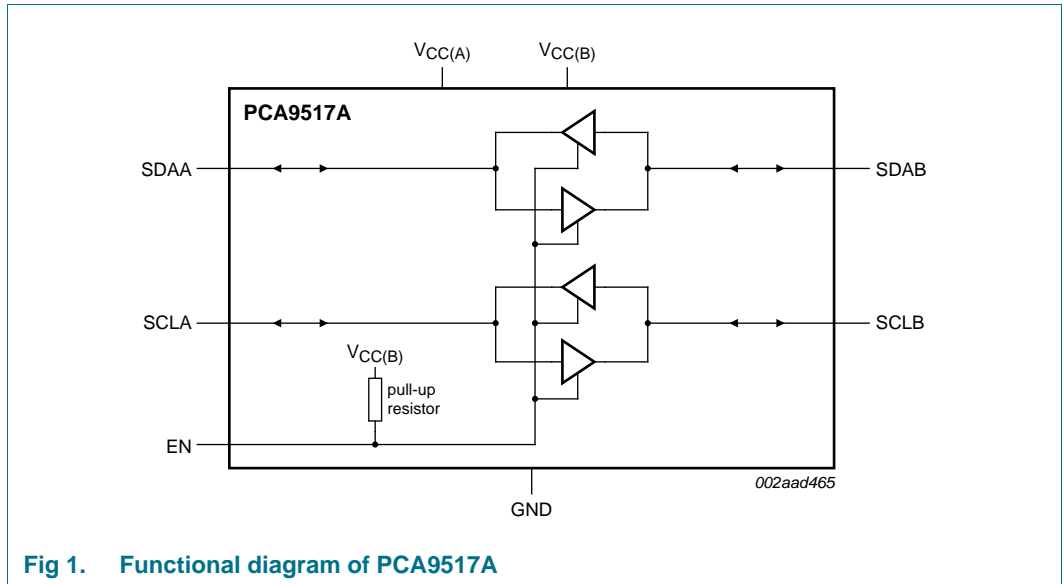 VCC(A)
VCC(B)
PCA9517A
SDAA
SDAB
SCLA
SCLB
VCC(B)
pull-up
resistor
EN
002aad465
GND
Fig 1. Functional diagram of PCA9517A